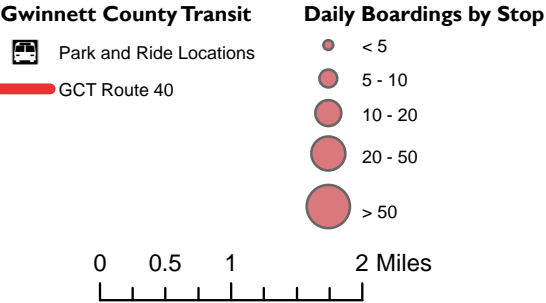 Gwinnett County Transit
Park and Ride Locations
GCT Route 40
Daily Boardings by Stop
< 5
5 - 10
10 - 20
20 - 50
> 50
0 0.5 1 2 Miles